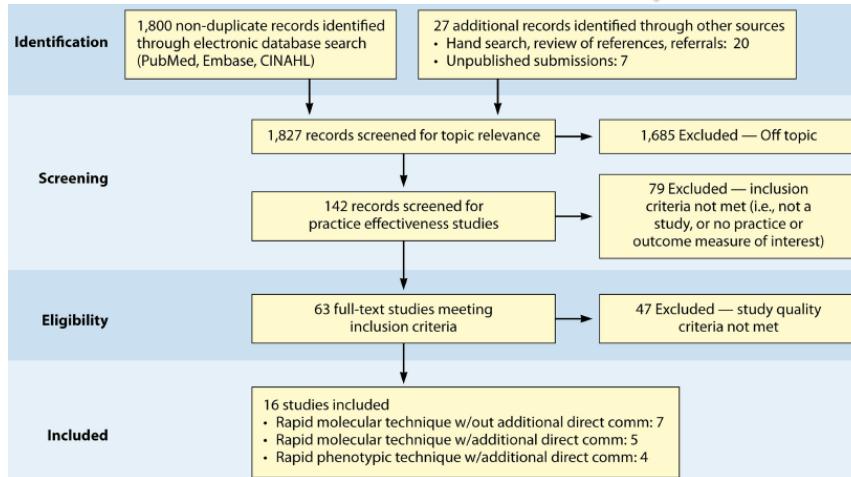 Identification
1,800 non-duplicate records identified
through electronic database search
(PubMed, Embase, CINAHL)
27 additional records identified through other sources
• Hand search, review of references, referrals: 20
• Unpublished submissions: 7
Screening
1,827 records screened for topic relevance
1,685 Excluded — Off topic
142 records screened for
practice effectiveness studies
79 Excluded — inclusion
criteria not met (i.e., not a
study, or no practice or
outcome measure of interest)
Eligibility
63 full-text studies meeting
inclusion criteria
47 Excluded — study quality
criteria not met
Included
16 studies included
• Rapid molecular technique w/out additional direct comm: 7
• Rapid molecular technique w/additional direct comm: 5
• Rapid phenotypic technique w/additional direct comm: 4